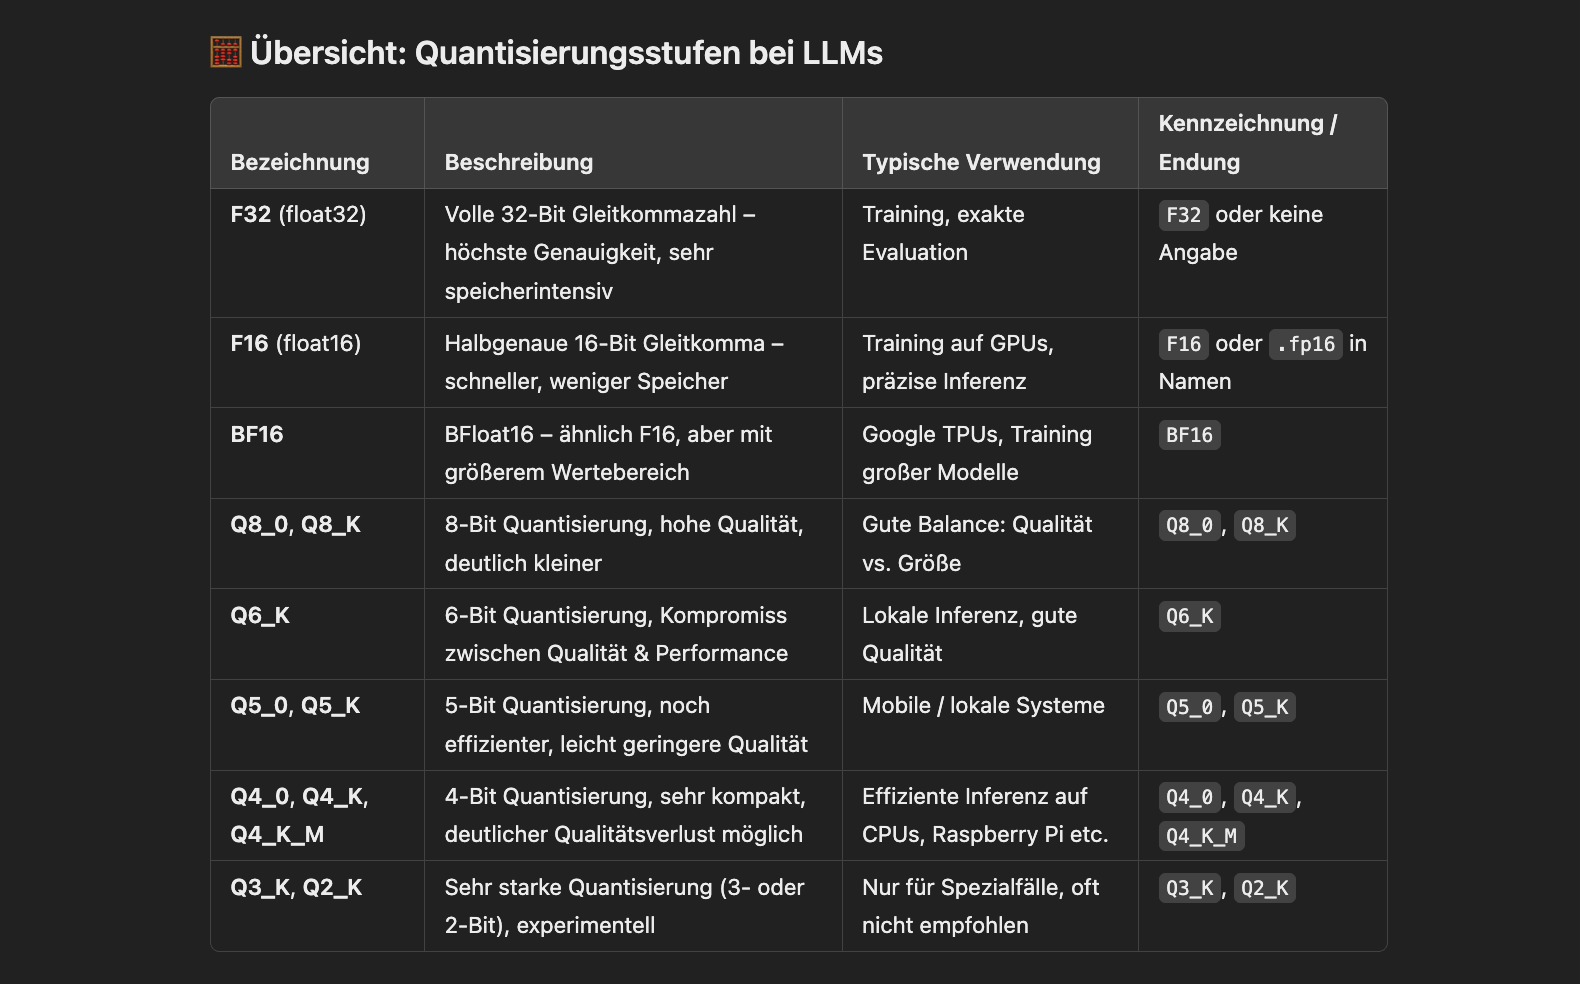 🧮 Übersicht: Quantisierungsstufen bei LLMs
Bezeichnung
Beschreibung
Typische Verwendung
Kennzeichnung /
Endung
F32 (float32)
Volle 32-Bit Gleitkommazahl –
höchste Genauigkeit, sehr
speicherintensiv
Training, exakte
Evaluation
F32 oder keine
Angabe
F16 (float16)
Halbgenaue 16-Bit Gleitkomma –
schneller, weniger Speicher
Training auf GPUs,
präzise Inferenz
F16 oder .fp16 in
Namen
BF16
BFloat16 – ähnlich F16, aber mit
größerem Wertebereich
Google TPUs, Training
großer Modelle
BF16
Q8_0, Q8_K
8-Bit Quantisierung, hohe Qualität,
deutlich kleiner
Gute Balance: Qualität
vs. Größe
Q8_0, Q8_K
Q6_K
6-Bit Quantisierung, Kompromiss
zwischen Qualität & Performance
Lokale Inferenz, gute
Qualität
Q6_K
Q5_0, Q5_K
5-Bit Quantisierung, noch
effizienter, leicht geringere Qualität
Mobile / lokale Systeme
Q5_0, Q5_K
Q4_0, Q4_K,
Q4_K_M
4-Bit Quantisierung, sehr kompakt,
deutlicher Qualitätsverlust möglich
Effiziente Inferenz auf
CPUs, Raspberry Pi etc.
Q4_0, Q4_K,
Q4_K_M
Q3_K, Q2_K
Sehr starke Quantisierung (3- oder
2-Bit), experimentell
Nur für Spezialfälle, oft
nicht empfohlen
Q3_K, Q2_K